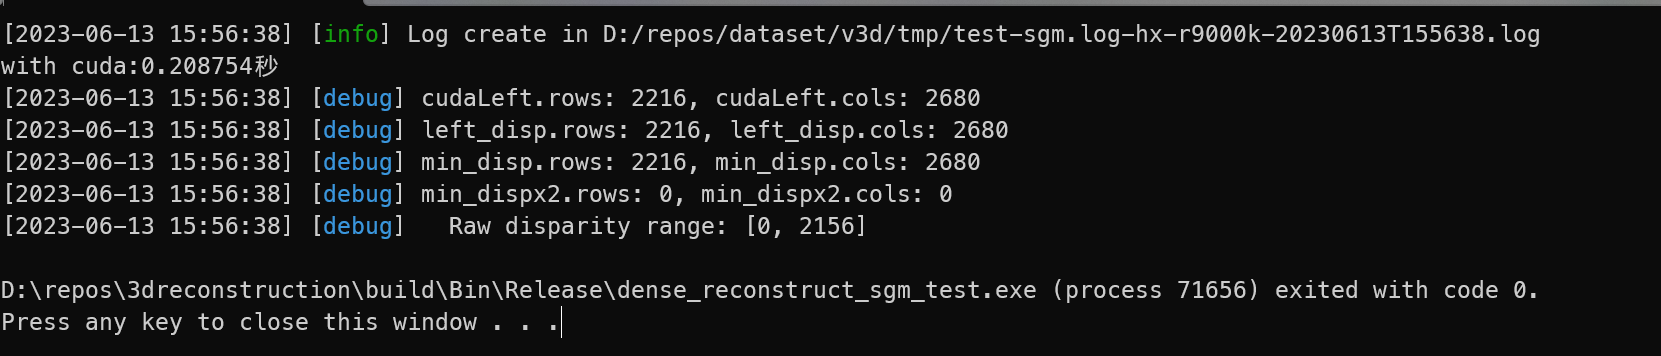 [2023-06-13 15:56:38] [info] Log create in D:/repos/dataset/v3d/tmp/test-sgm.log-hx-r9000k-20230613T155638.log
with cuda:0.208754秒
[2023-06-13 15:56:38] [debug] cudaLeft.rows: 2216, cudaLeft.cols: 2680
[2023-06-13 15:56:38] [debug] left_disp.rows: 2216, left_disp.cols: 2680
[2023-06-13 15:56:38] [debug] min_disp.rows: 2216, min_disp.cols: 2680
[2023-06-13 15:56:38] [debug] min_dispx2.rows: 0, min_dispx2.cols: 0
[2023-06-13 15:56:38] [debug]   Raw disparity range: [0, 2156]
D:\repos\3dreconstruction\build\Bin\Release\dense_reconstruct_sgm_test.exe (process 71656) exited with code 0.
Press any key to close this window . . .